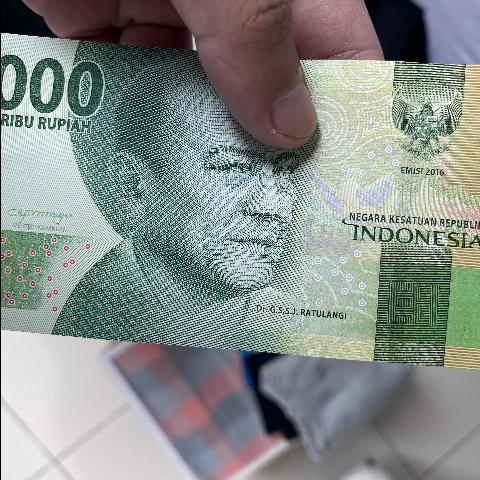 000
RIBU RUPIAH
EMISI 2016
NEGARA KESATUAN REPUBLIK
INDONESIA
Dr. G.S.S.J. RATULANGI